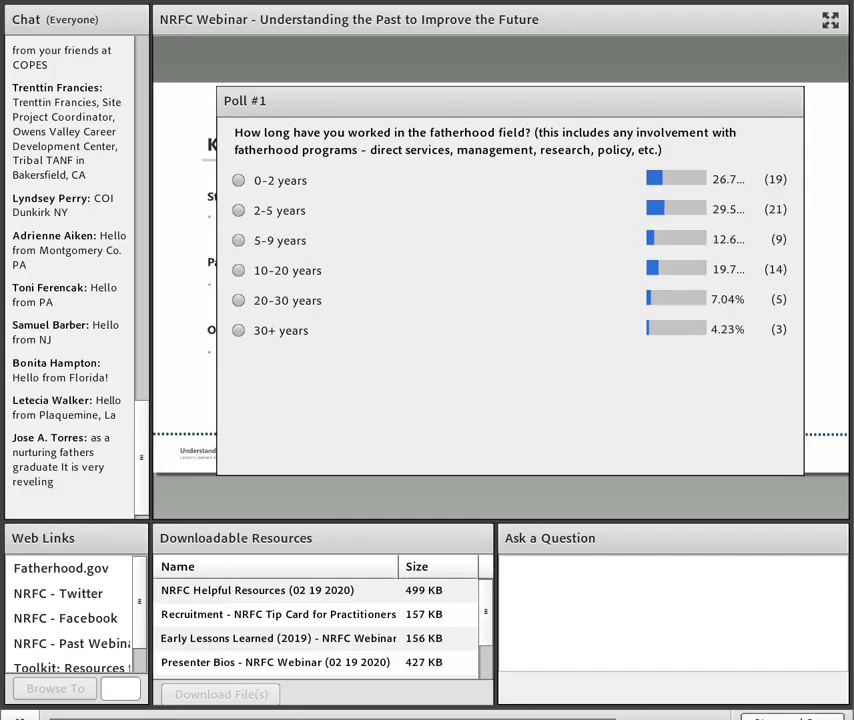 Chat (Everyone)
from your friends at
COPES
Trenttin Francies:
Trenttin Francies, Site
Project Coordinator,
Owens Valley Career
Development Center,
Tribal TANF in
Bakersfield, CA
Lyndsey Perry: COI
Dunkirk NY
Adrienne Aiken: Hello
from Montgomery Co.
PA
Toni Ferencak: Hello
from PA
Samuel Barber: Hello
from NJ
Bonita Hampton:
Hello from Florida!
Letecia Walker: Hello
from Plaquemine, La
Jose A. Torres: as a
nurturing fathers
graduate It is very
reveling
NRFC Webinar - Understanding the Past to Improve the Future
Poll #1
How long have you worked in the fatherhood field? (this includes any involvement with
fatherhood programs – direct services, management, research, policy, etc.)
0-2 years 26.7... (19)
2-5 years 29.5... (21)
5-9 years 12.6... (9)
10-20 years 19.7... (14)
20-30 years 7.04% (5)
30+ years 4.23% (3)
K
St
Pa
O
Understand
Web Links
Fatherhood.gov
NRFC - Twitter
NRFC - Facebook
NRFC - Past Webina
Toolkit: Resources
Browse To
Downloadable Resources
Name Size
NRFC Helpful Resources (02 19 2020) 499 KB
Recruitment - NRFC Tip Card for Practitioners 157 KB
Early Lessons Learned (2019) - NRFC Webinar 156 KB
Presenter Bios - NRFC Webinar (02 19 2020) 427 KB
Download File(s)
Ask a Question